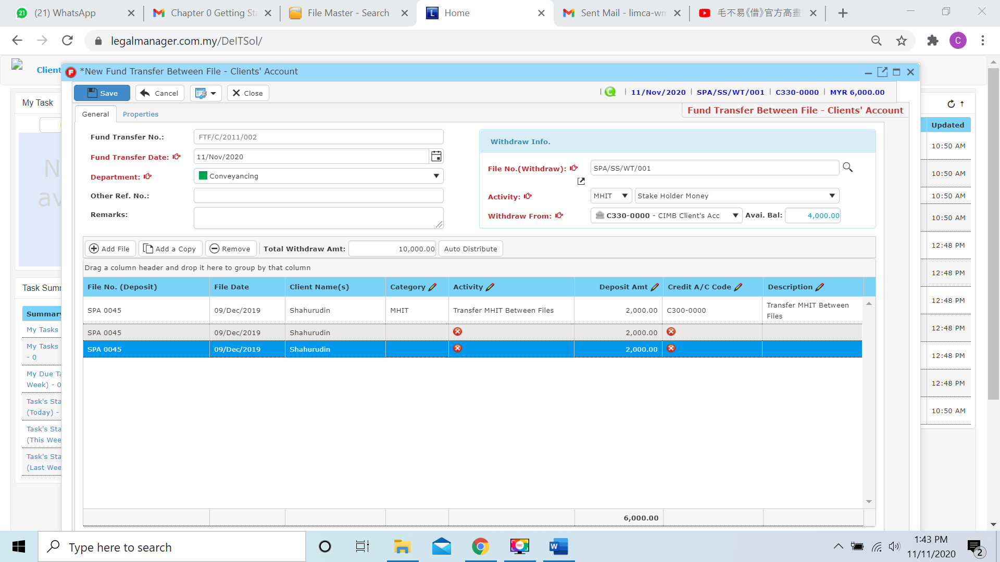 (21) WhatsApp
Chapter 0 Getting Sta
File Master - Search
Home
Sent Mail - limca-wm
毛不易《借》官方高畫
legalmanager.com.my/DeITSol/
C
Client
*New Fund Transfer Between File - Clients' Account
Save
Cancel
Close
11/Nov/2020 | SPA/SS/WT/001 | C330-0000 | MYR 6,000.00
General
Properties
Fund Transfer Between File - Clients' Account
Fund Transfer No.:
FTF/C/2011/002
Fund Transfer Date:
11/Nov/2020
Department:
Conveyancing
Other Ref. No.:
Remarks:
Withdraw Info.
File No.(Withdraw):
SPA/SS/WT/001
Activity:
MHIT
Stake Holder Money
Withdraw From:
C330-0000 - CIMB Client's Acc
Avai. Bal:
4,000.00
Add File
Add a Copy
Remove
Total Withdraw Amt:
10,000.00
Auto Distribute
Drag a column header and drop it here to group by that column
File No. (Deposit) File Date Client Name(s) Category Activity Deposit Amt Credit A/C Code Description
SPA 0045 09/Dec/2019 Shahurudin MHIT Transfer MHIT Between Files 2,000.00 C300-0000 Transfer MHIT Between
Files
SPA 0045 09/Dec/2019 Shahurudin 2,000.00
SPA 0045 09/Dec/2019 Shahurudin 2,000.00
6,000.00
My Task
N
av
Task Sum
Summary
My Tasks
My Tasks
- 0
My Due Ta
Week) - 0
Task's Sta
(Today) -
Task's Sta
(This Wee
Task's Sta
(Last Wee
Updated
10:50 AM
10:50 AM
10:50 AM
10:50 AM
12:48 PM
12:48 PM
12:48 PM
12:48 PM
12:48 PM
12:48 PM
10:50 AM
Type here to search
1:43 PM
11/11/2020
2